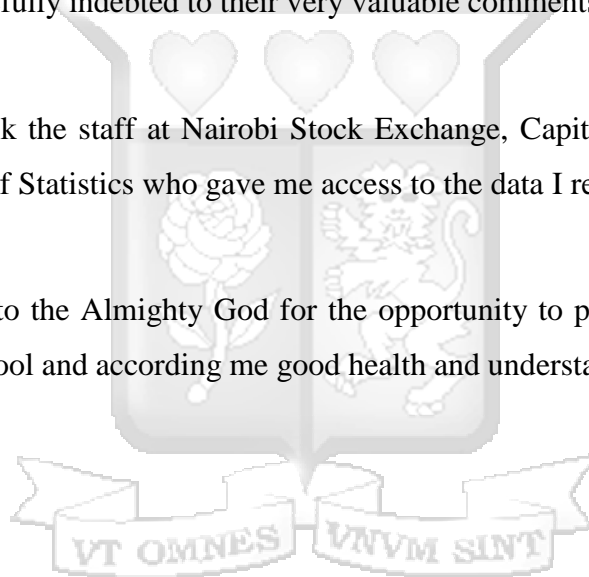 fully indebted to their very valuable comments
k the staff at Nairobi Stock Exchange, Capit
f Statistics who gave me access to the data I re
to the Almighty God for the opportunity to p
ool and according me good health and understa
VT OMNES VNVM SINT